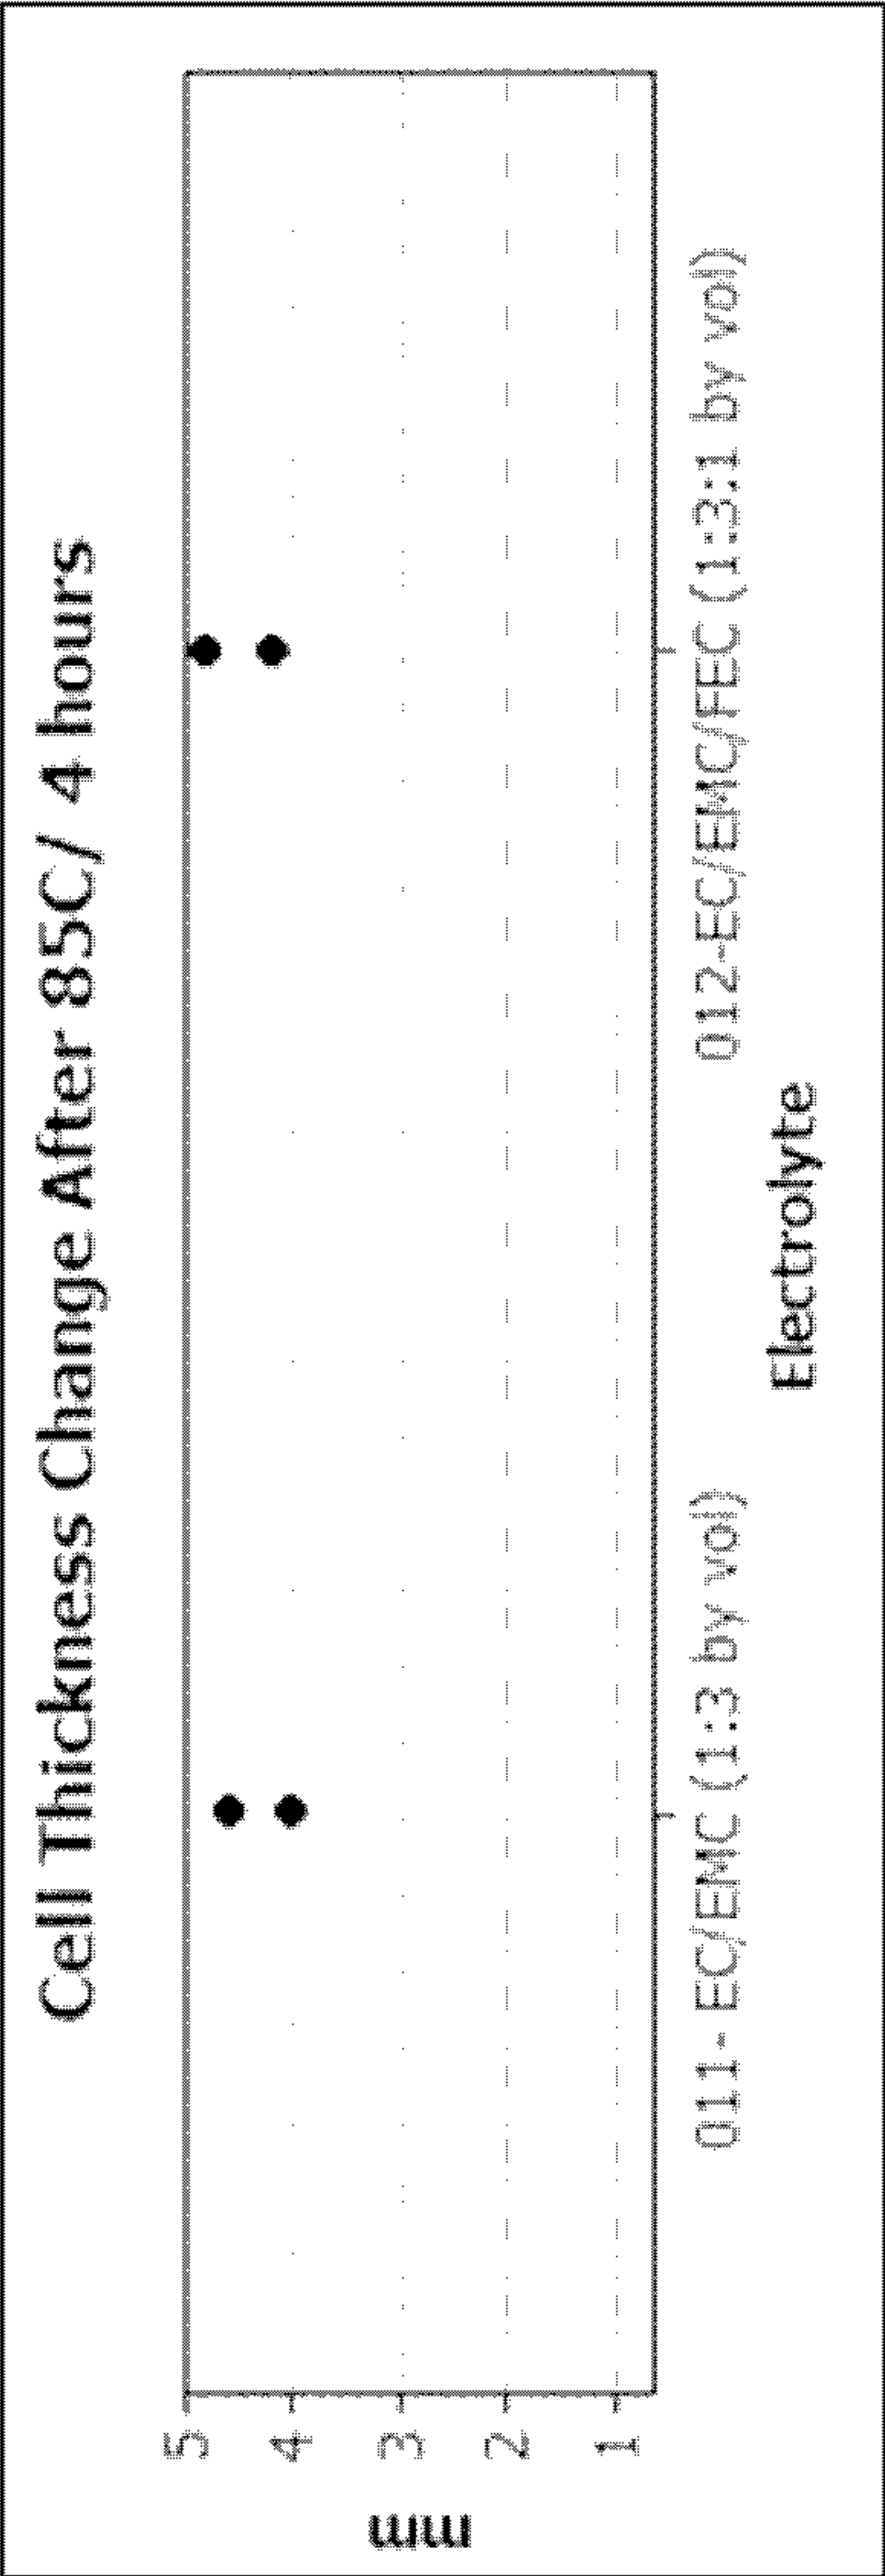 Cell Thickness Change After 85C/ 4 hours
mm
5
4
3
2
1
011- EC/EMC (1:3 by vol)
012-EC/EMC/FEC (1:3:1 by vol)
Electrolyte